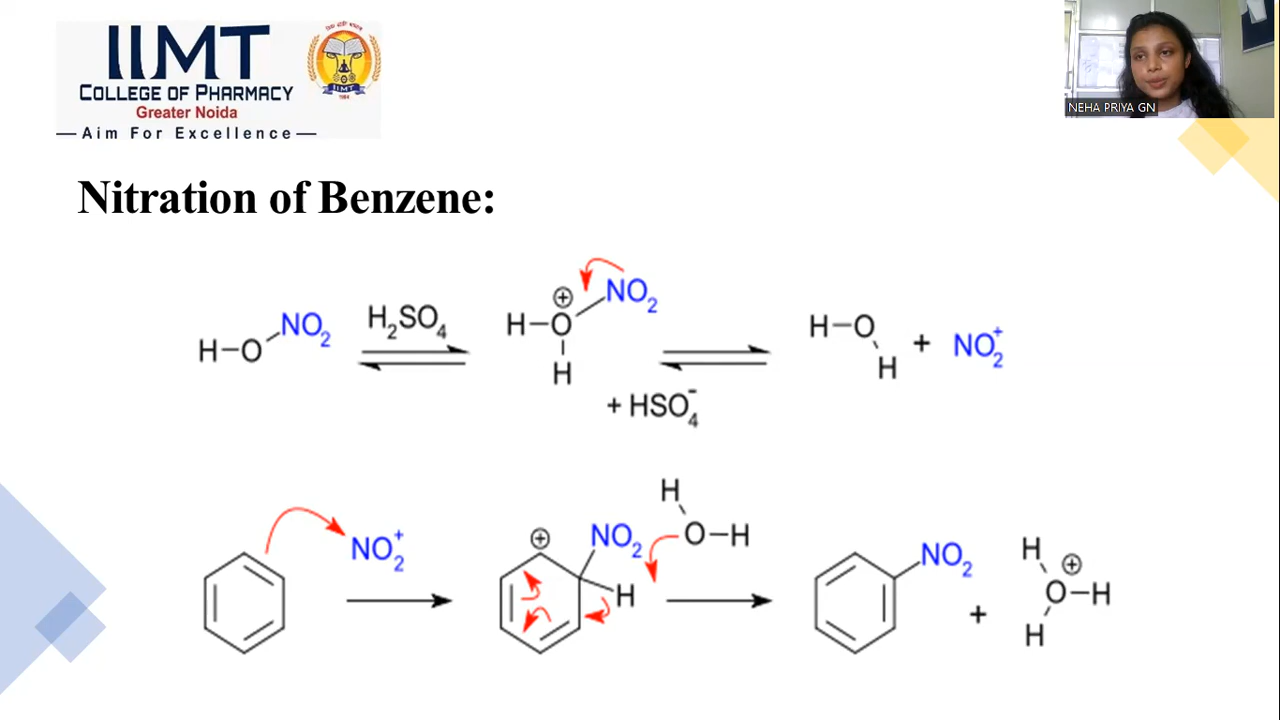 IIMT
COLLEGE OF PHARMACY
Greater Noida
Aim For Excellence
IIMT
NEHA PRIYA GN
Nitration of Benzene:
H–O NO₂ H₂SO₄ H–O⊕ NO₂ H H–O H + NO₂⁺
+ HSO₄⁻
NO₂⁺ ⊕ NO₂ H H O–H NO₂ + H O⊕–H H